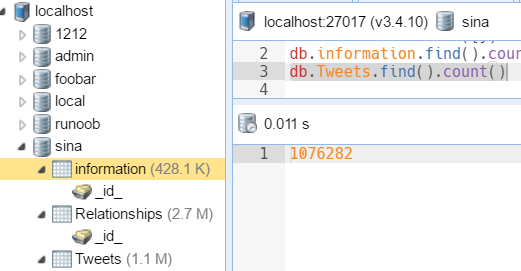 localhost
1212
admin
foobar
local
runoob
sina
information (428.1 K)
_id_
Relationships (2.7 M)
_id_
Tweets (1.1 M)
localhost:27017 (v3.4.10) sina
2 db.information.find().coun
3 db.Tweets.find().count()
4
0.011 s
1 1076282